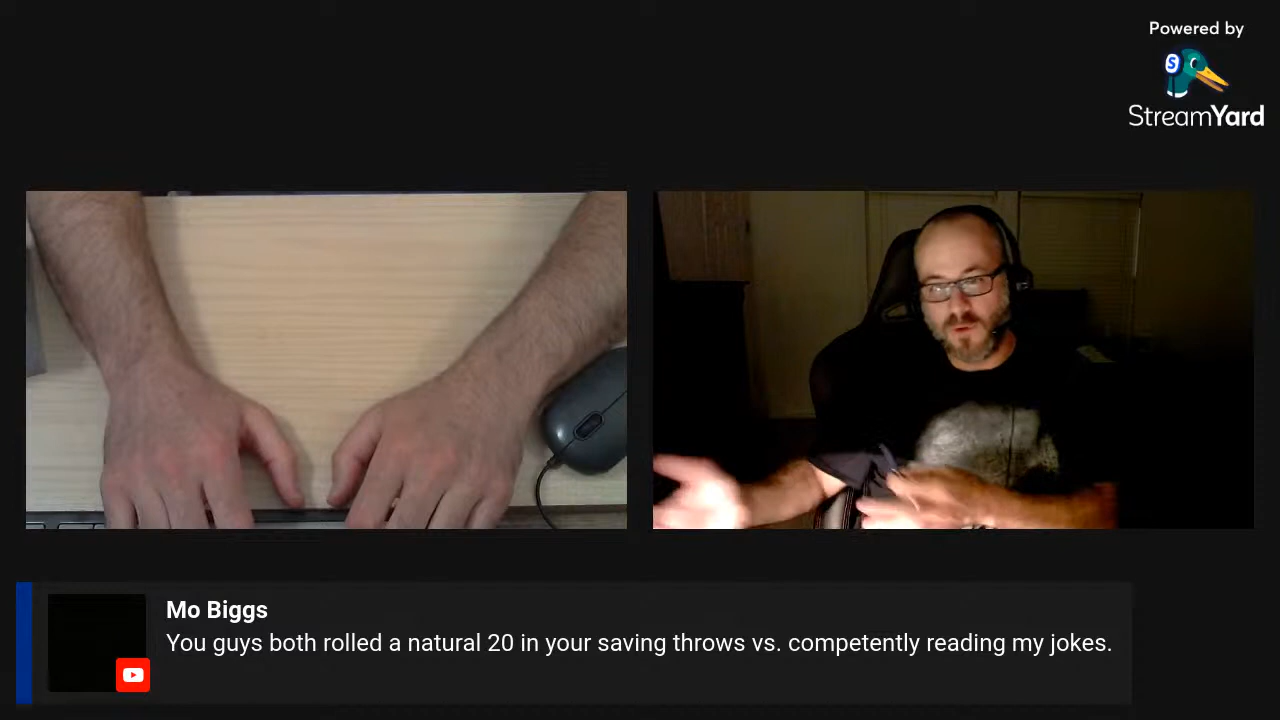 Powered by
StreamYard
Mo Biggs
You guys both rolled a natural 20 in your saving throws vs. competently reading my jokes.